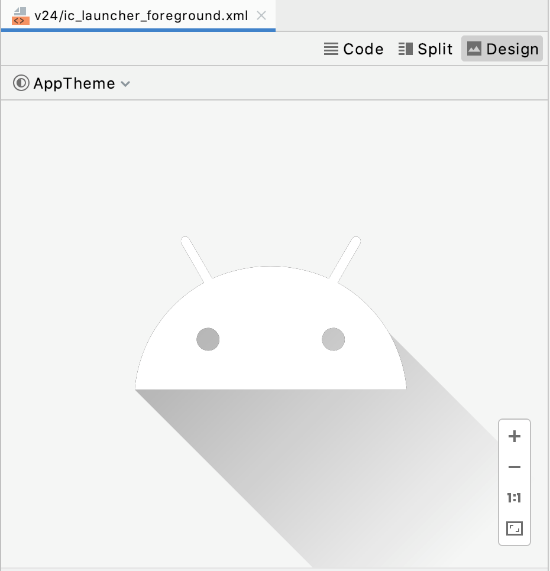 v24/ic_launcher_foreground.xml
Code Split Design
AppTheme
1:1